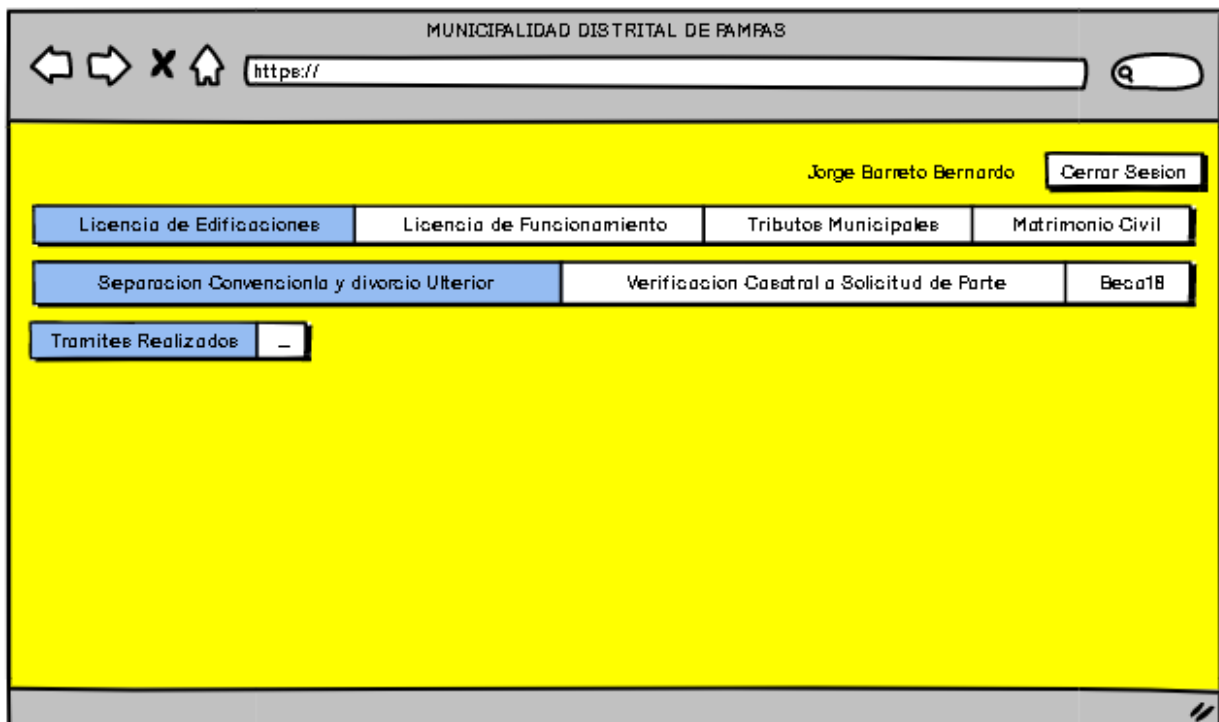 MUNICIPALIDAD DISTRITAL DE PAMPAS
https://
Jorge Barreto Bernardo Cerrar Sesion
Licencia de Edificaciones Licencia de Funcionamiento Tributos Municipales Matrimonio Civil
Separacion Convencionla y divorcio Ulterior Verificacion Casatral a Solicitud de Parte Beca18
Tramites Realizados _